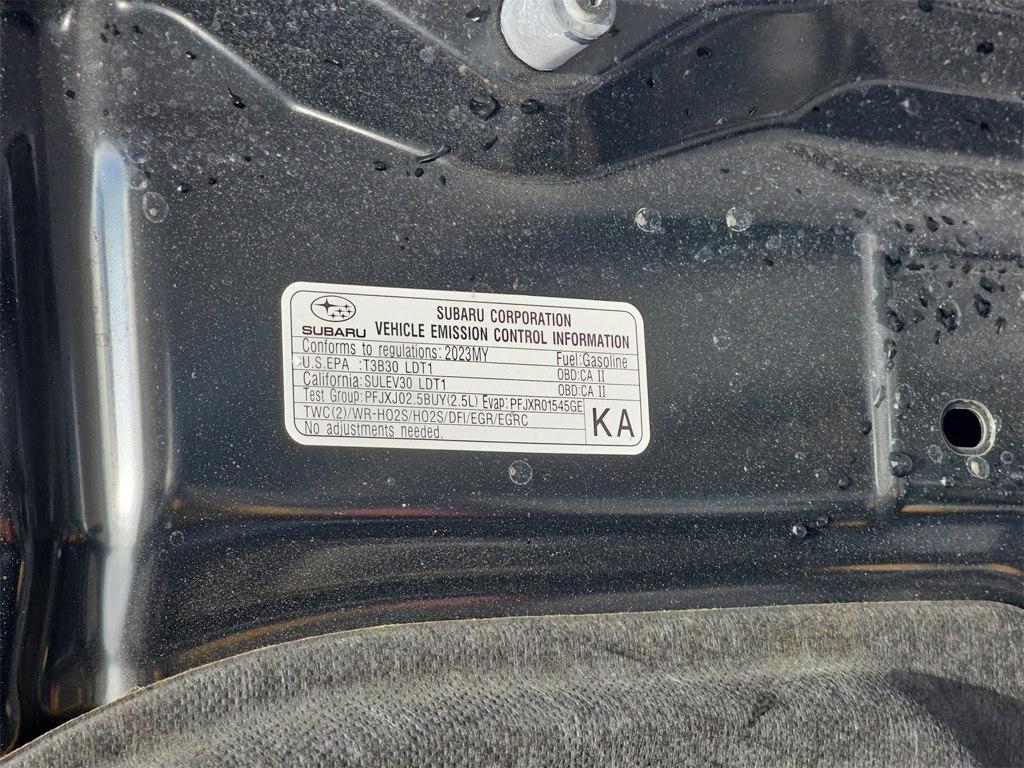 SUBARU
SUBARU CORPORATION
VEHICLE EMISSION CONTROL INFORMATION
Conforms to regulations: 2023MY Fuel:Gasoline
U.S.EPA :T3B30 LDT1 OBD:CA II
California:SULEV30 LDT1 OBD:CA II
Test Group:PFJXJ02.5BUY(2.5L) Evap:PFJXR01545GE
TWC(2)/WR-HO2S/HO2S/DFI/EGR/EGRC
No adjustments needed.
KA